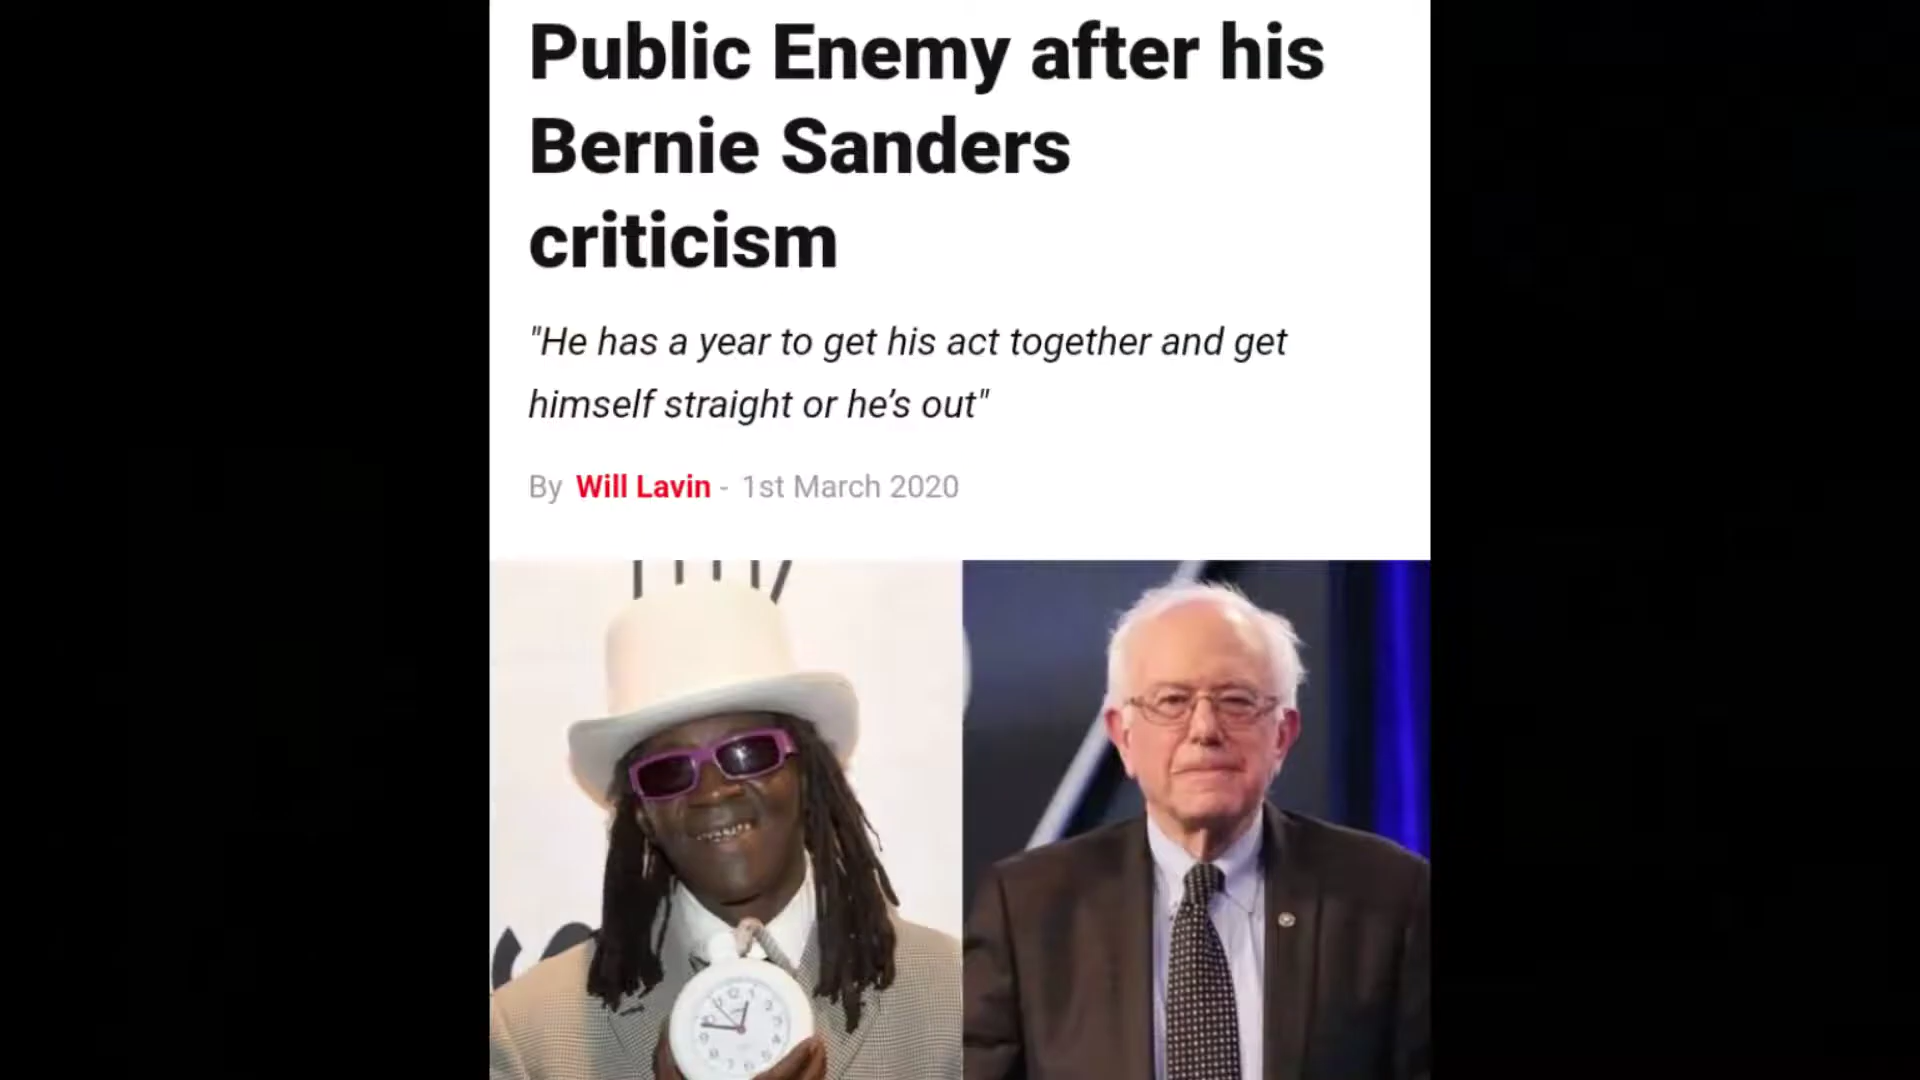 Public Enemy after his
Bernie Sanders
criticism
"He has a year to get his act together and get
himself straight or he's out"
By Will Lavin - 1st March 2020